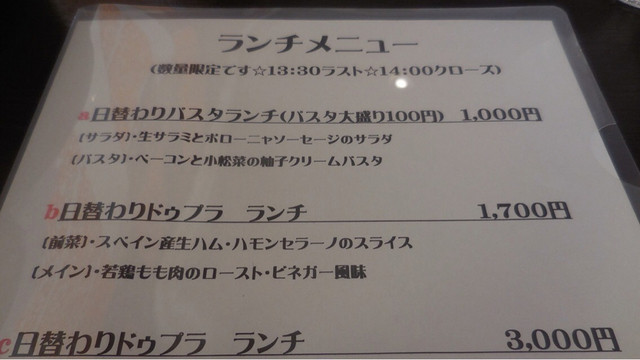 ランチメニュー
(数量限定です☆13:30ラスト☆14:00クローズ)
a日替わりパスタランチ(パスタ大盛り100円) 1,000円
(サラダ)・生サラミとボローニャソーセージのサラダ
(パスタ)・ベーコンと小松菜の柚子クリームパスタ
b日替わりドゥプラ ランチ 1,700円
(前菜)・スペイン産生ハム・ハモンセラーノのスライス
(メイン)・若鶏もも肉のロースト・ビネガー風味
c日替わりドゥプラ ランチ 3,000円